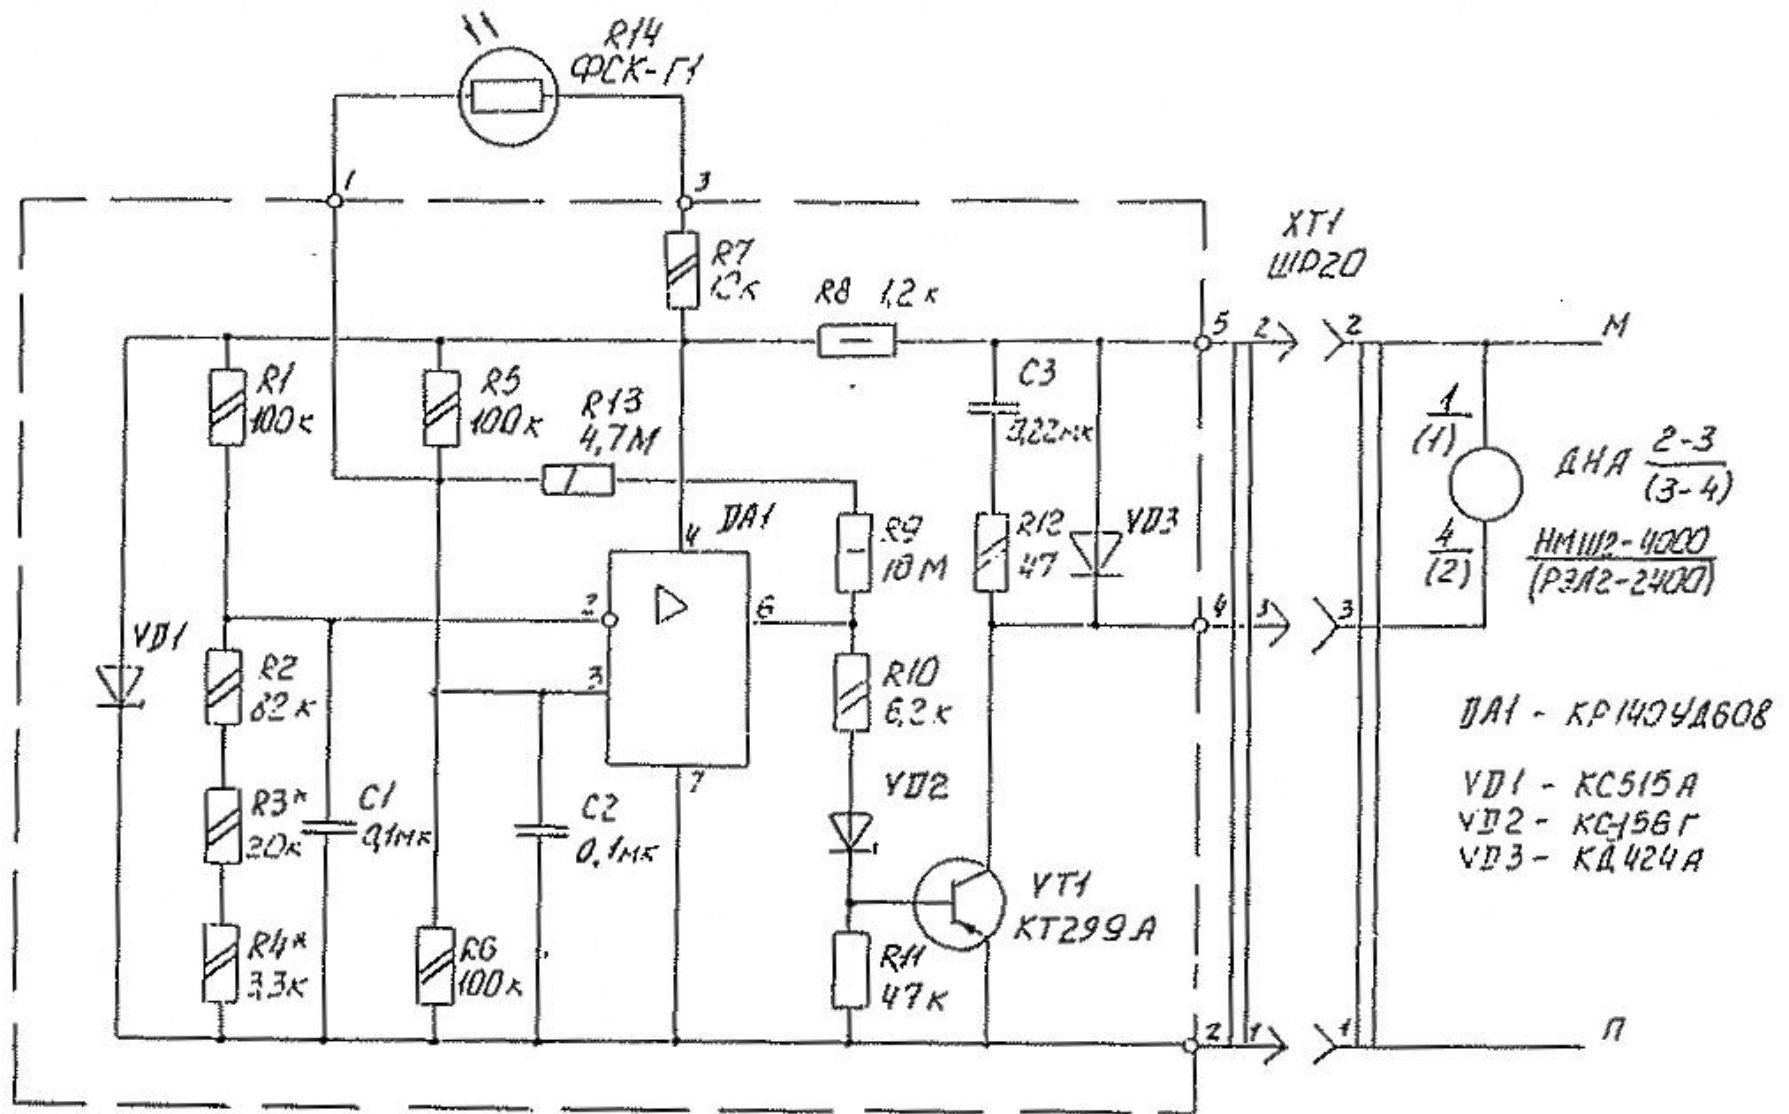 R14
ФСК-Г1
1
3
R7
12к
XT1
ШР20
R8 1,2к
5
2
2
М
R1
100к
R5
100к
R13
4,7М
C3
0,22мк
1
(1)
ДНА 2-3
(3-4)
DA1
4
R9
10М
R12
47
VD3
4
(2)
НМШ2-4000
(РЭЛ2-2400)
2
6
4
3
3
VD1
R2
82к
3
R10
6,2к
DA1 - КР140УД608
7
VD2
VD1 - КС515А
VD2 - КС156Г
VD3 - КД424А
R3*
20к
C1
0,1мк
C2
0,1мк
VT1
КТ299А
R4*
3,3к
R6
100к
R11
47к
2
1
1
П